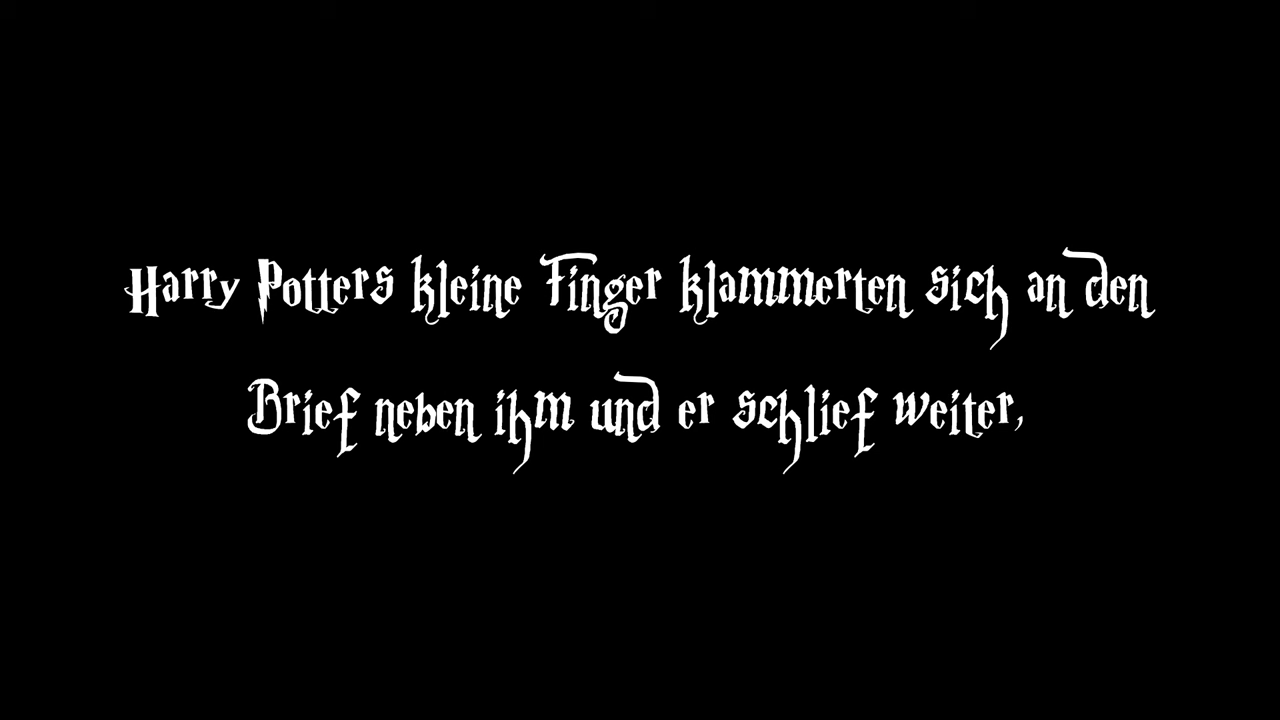 Harry Potters kleine Finger klammerten sich an den
Brief neben ihm und er schlief weiter,